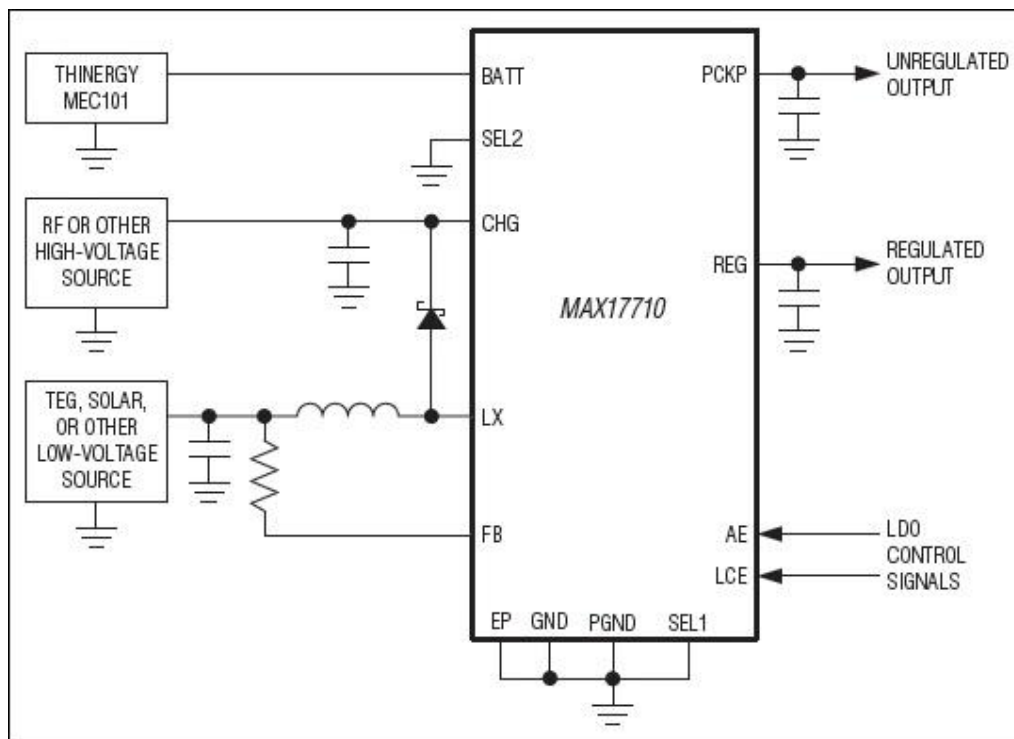 THINERGY
MEC101
BATT
PCKP
UNREGULATED
OUTPUT
SEL2
RF OR OTHER
HIGH-VOLTAGE
SOURCE
CHG
REG
REGULATED
OUTPUT
MAX17710
TEG, SOLAR,
OR OTHER
LOW-VOLTAGE
SOURCE
LX
FB
AE
LCE
LDO
CONTROL
SIGNALS
EP
GND
PGND
SEL1